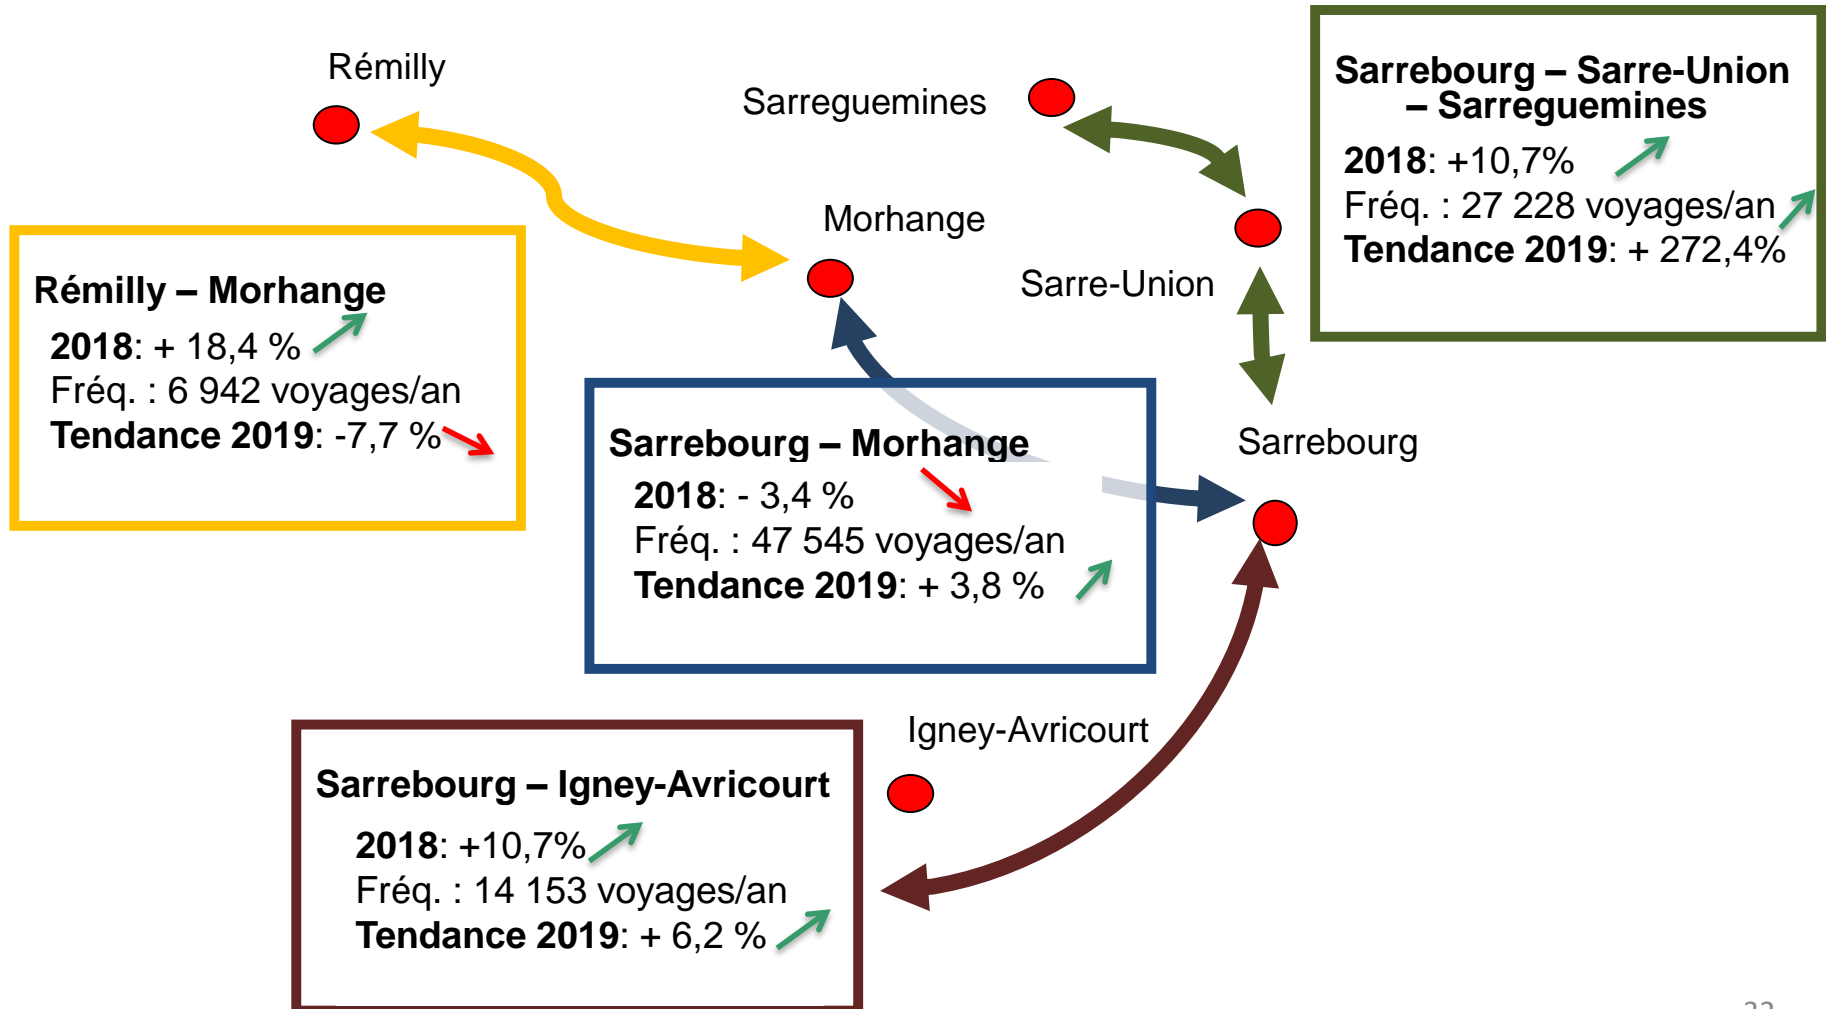 Rémilly
Sarreguemines
Sarrebourg – Sarre-Union
– Sarreguemines
2018: +10,7%
Fréq. : 27 228 voyages/an
Tendance 2019: + 272,4%
Morhange
Sarre-Union
Rémilly – Morhange
2018: + 18,4 %
Fréq. : 6 942 voyages/an
Tendance 2019: -7,7 %
Sarrebourg – Morhange
2018: - 3,4 %
Fréq. : 47 545 voyages/an
Tendance 2019: + 3,8 %
Sarrebourg
Igney-Avricourt
Sarrebourg – Igney-Avricourt
2018: +10,7%
Fréq. : 14 153 voyages/an
Tendance 2019: + 6,2 %